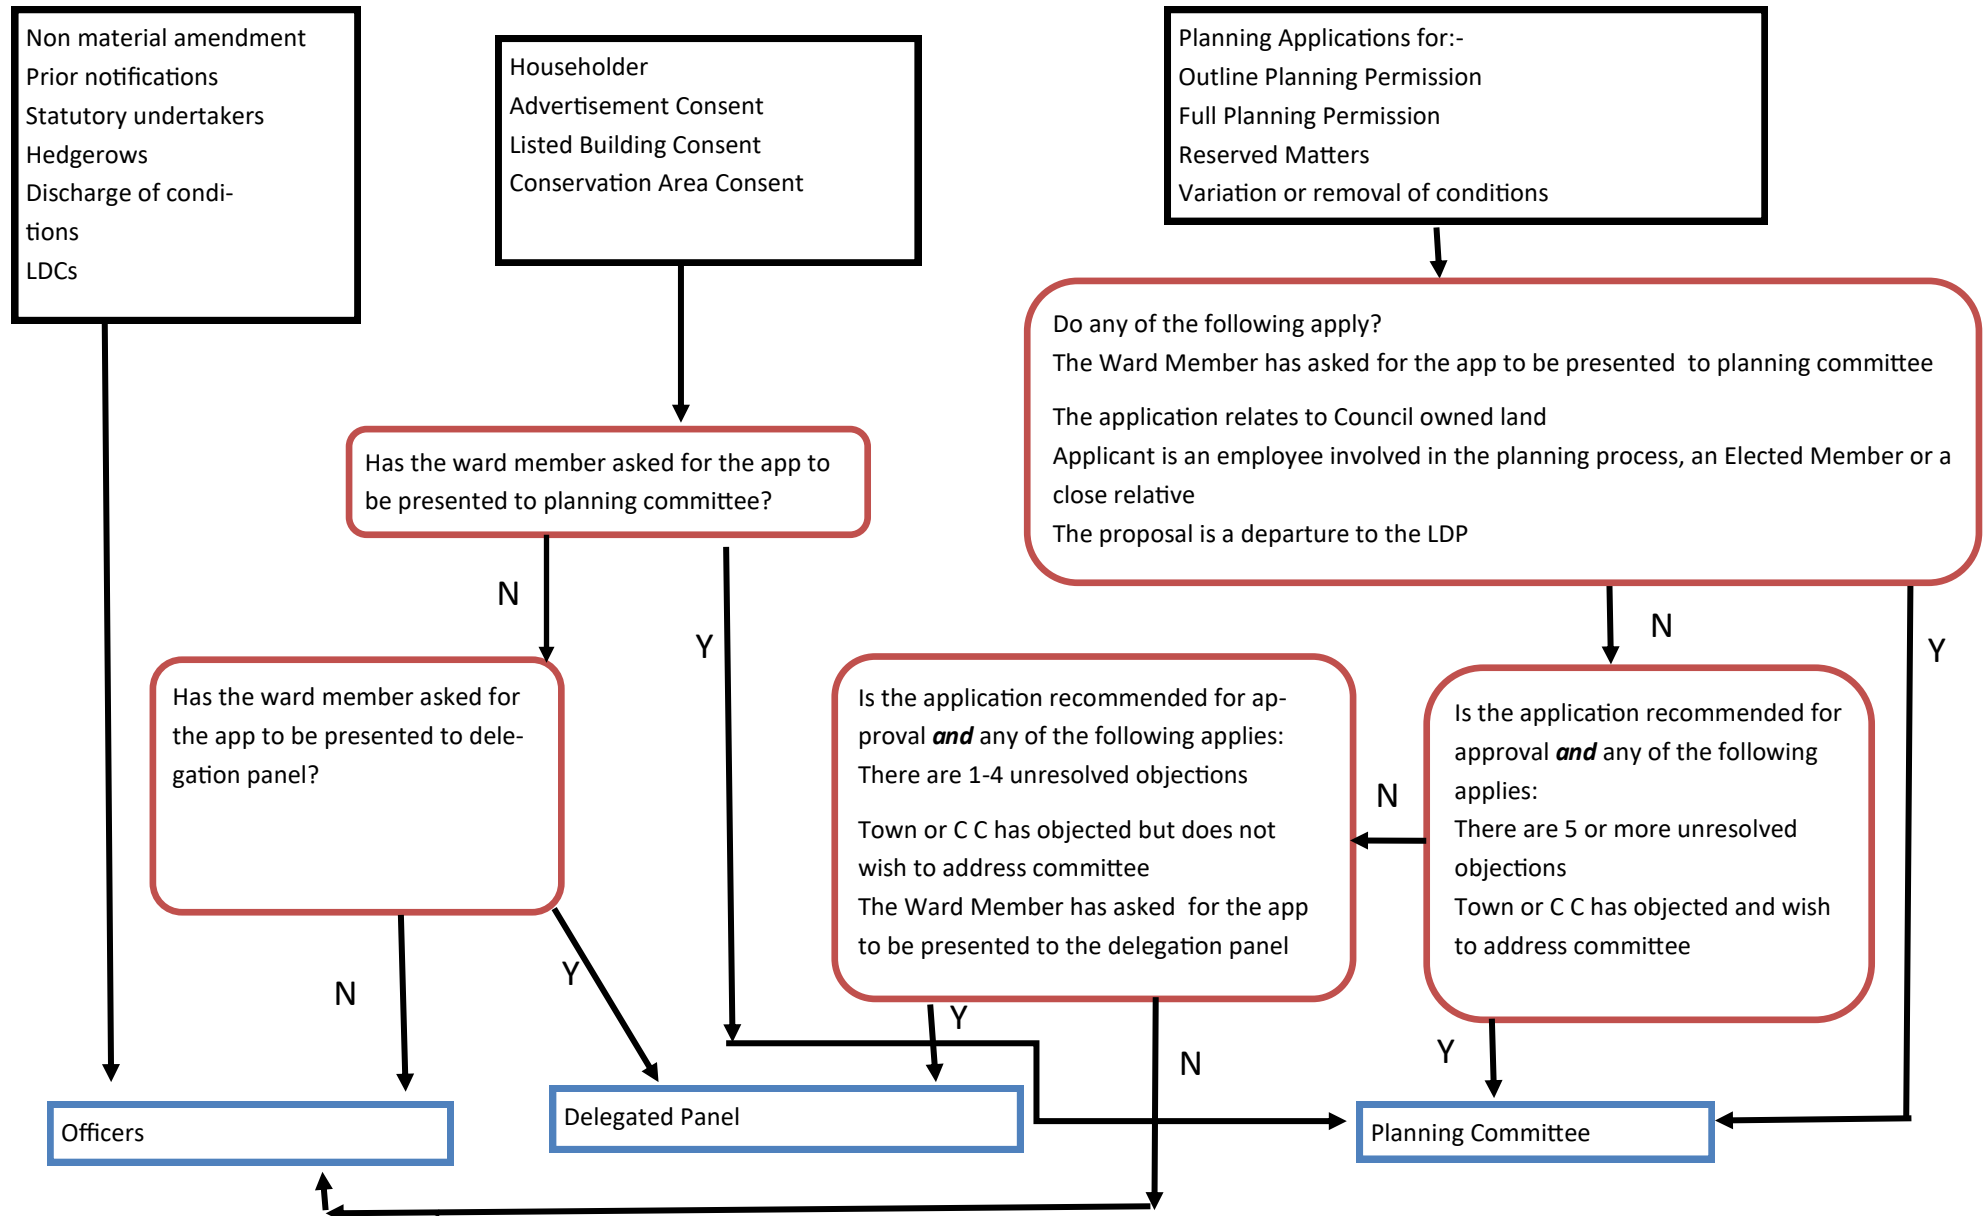 Non material amendment
Prior notifications
Statutory undertakers
Hedgerows
Discharge of condi-
tions
LDCs
Householder
Advertisement Consent
Listed Building Consent
Conservation Area Consent
Planning Applications for:-
Outline Planning Permission
Full Planning Permission
Reserved Matters
Variation or removal of conditions
Do any of the following apply?
The Ward Member has asked for the app to be presented  to planning committee
The application relates to Council owned land
Applicant is an employee involved in the planning process, an Elected Member or a
close relative
The proposal is a departure to the LDP
Has the ward member asked for the app to
be presented to planning committee?
N
Y
N
Y
Has the ward member asked for
the app to be presented to dele-
gation panel?
Is the application recommended for ap-
proval and any of the following applies:
There are 1-4 unresolved objections
Town or C C has objected but does not
wish to address committee
The Ward Member has asked  for the app
to be presented to the delegation panel
N
Is the application recommended for
approval and any of the following
applies:
There are 5 or more unresolved
objections
Town or C C has objected and wish
to address committee
N
Y
Y
N
Y
Officers
Delegated Panel
Planning Committee